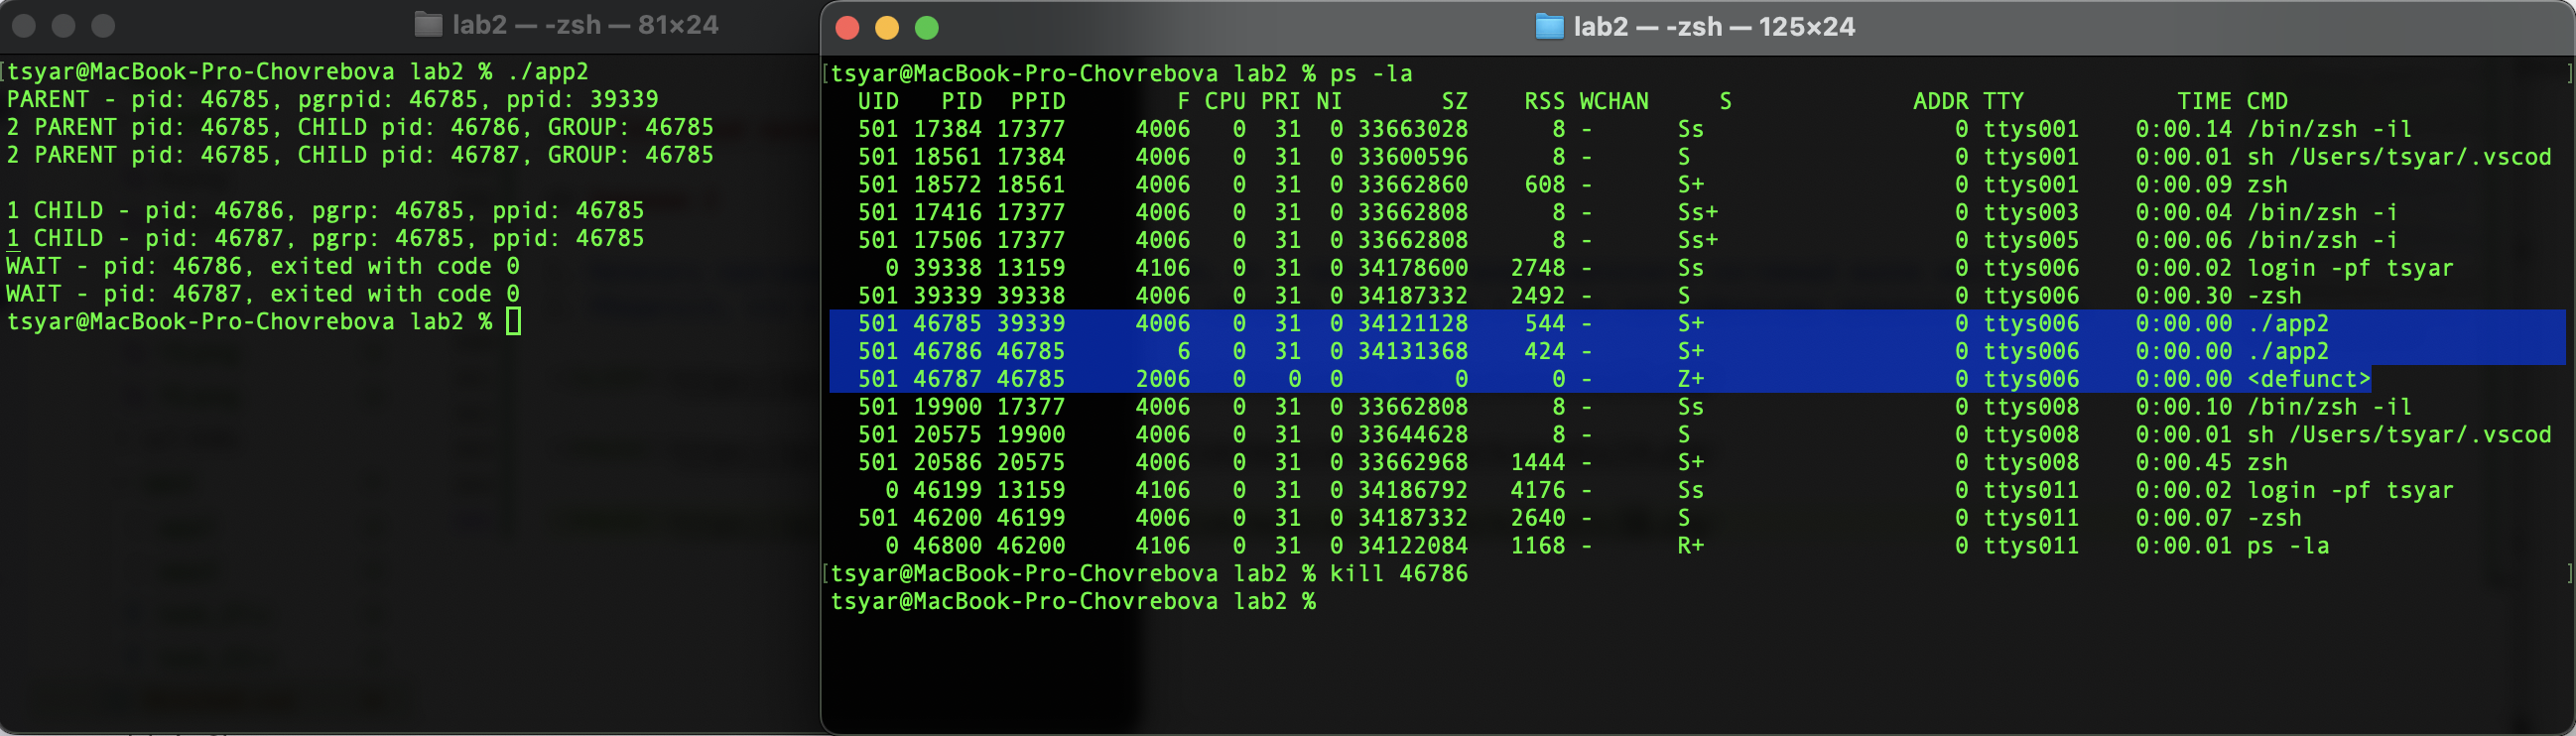 lab2 — -zsh — 81×24
[tsyar@MacBook-Pro-Chovrebova lab2 % ./app2
PARENT - pid: 46785, pgrpid: 46785, ppid: 39339
2 PARENT pid: 46785, CHILD pid: 46786, GROUP: 46785
2 PARENT pid: 46785, CHILD pid: 46787, GROUP: 46785
1 CHILD - pid: 46786, pgrp: 46785, ppid: 46785
1 CHILD - pid: 46787, pgrp: 46785, ppid: 46785
WAIT - pid: 46786, exited with code 0
WAIT - pid: 46787, exited with code 0
tsyar@MacBook-Pro-Chovrebova lab2 %
lab2 — -zsh — 125×24
[tsyar@MacBook-Pro-Chovrebova lab2 % ps -la ]
UID PID PPID F CPU PRI NI SZ RSS WCHAN S ADDR TTY TIME CMD
501 17384 17377 4006 0 31 0 33663028 8 - Ss 0 ttys001 0:00.14 /bin/zsh -il
501 18561 17384 4006 0 31 0 33600596 8 - S 0 ttys001 0:00.01 sh /Users/tsyar/.vscod
501 18572 18561 4006 0 31 0 33662860 608 - S+ 0 ttys001 0:00.09 zsh
501 17416 17377 4006 0 31 0 33662808 8 - Ss+ 0 ttys003 0:00.04 /bin/zsh -i
501 17506 17377 4006 0 31 0 33662808 8 - Ss+ 0 ttys005 0:00.06 /bin/zsh -i
0 39338 13159 4106 0 31 0 34178600 2748 - Ss 0 ttys006 0:00.02 login -pf tsyar
501 39339 39338 4006 0 31 0 34187332 2492 - S 0 ttys006 0:00.30 -zsh
501 46785 39339 4006 0 31 0 34121128 544 - S+ 0 ttys006 0:00.00 ./app2
501 46786 46785 6 0 31 0 34131368 424 - S+ 0 ttys006 0:00.00 ./app2
501 46787 46785 2006 0 0 0 0 0 - Z+ 0 ttys006 0:00.00 <defunct>
501 19900 17377 4006 0 31 0 33662808 8 - Ss 0 ttys008 0:00.10 /bin/zsh -il
501 20575 19900 4006 0 31 0 33644628 8 - S 0 ttys008 0:00.01 sh /Users/tsyar/.vscod
501 20586 20575 4006 0 31 0 33662968 1444 - S+ 0 ttys008 0:00.45 zsh
0 46199 13159 4106 0 31 0 34186792 4176 - Ss 0 ttys011 0:00.02 login -pf tsyar
501 46200 46199 4006 0 31 0 34187332 2640 - S 0 ttys011 0:00.07 -zsh
0 46800 46200 4106 0 31 0 34122084 1168 - R+ 0 ttys011 0:00.01 ps -la
[tsyar@MacBook-Pro-Chovrebova lab2 % kill 46786 ]
tsyar@MacBook-Pro-Chovrebova lab2 %